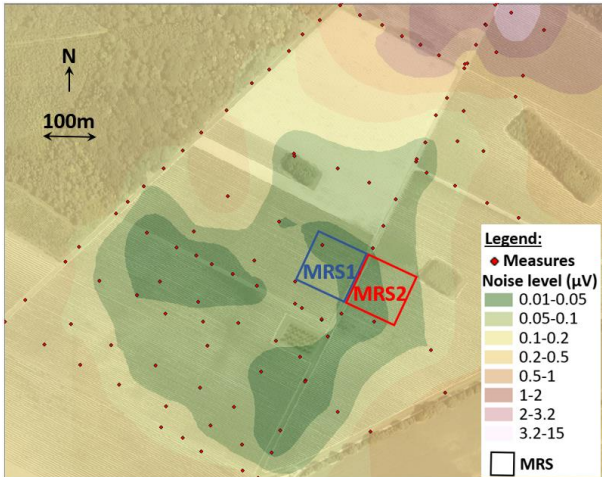 N
100m
MRS1
MRS2
Legend:
Measures
Noise level (µV)
0.01-0.05
0.05-0.1
0.1-0.2
0.2-0.5
0.5-1
1-2
2-3.2
3.2-15
MRS